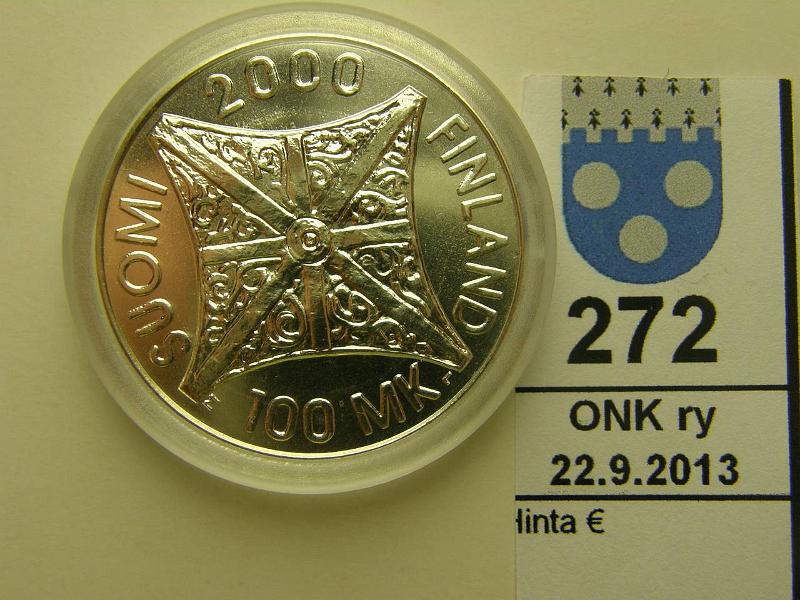 2000
SUOMI
FINLAND
100 MK
272
ONK ry
22.9.2013
Hinta €